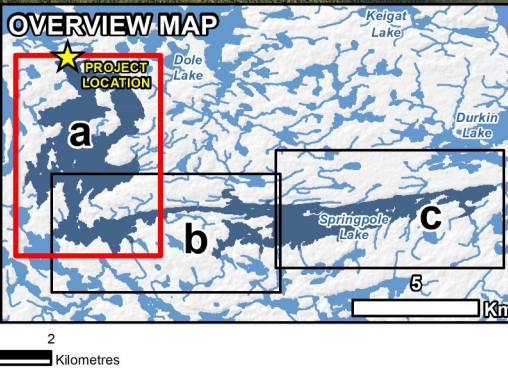 OVERVIEW MAP
Keigat
Lake
Dole
Lake
PROJECT
LOCATION
a
Durkin
Lake
Springpole
Lake
b
c
5
Km
2
Kilometres